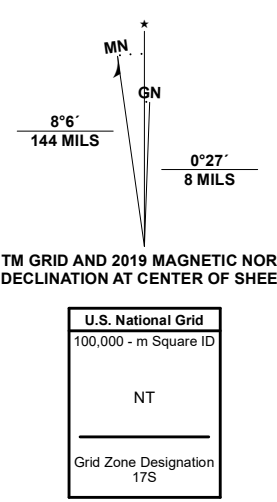 ★
MN
GN
8°6´
144 MILS
0°27´
8 MILS
TM GRID AND 2019 MAGNETIC NOR
DECLINATION AT CENTER OF SHEE
U.S. National Grid
100,000 - m Square ID
NT
Grid Zone Designation
17S